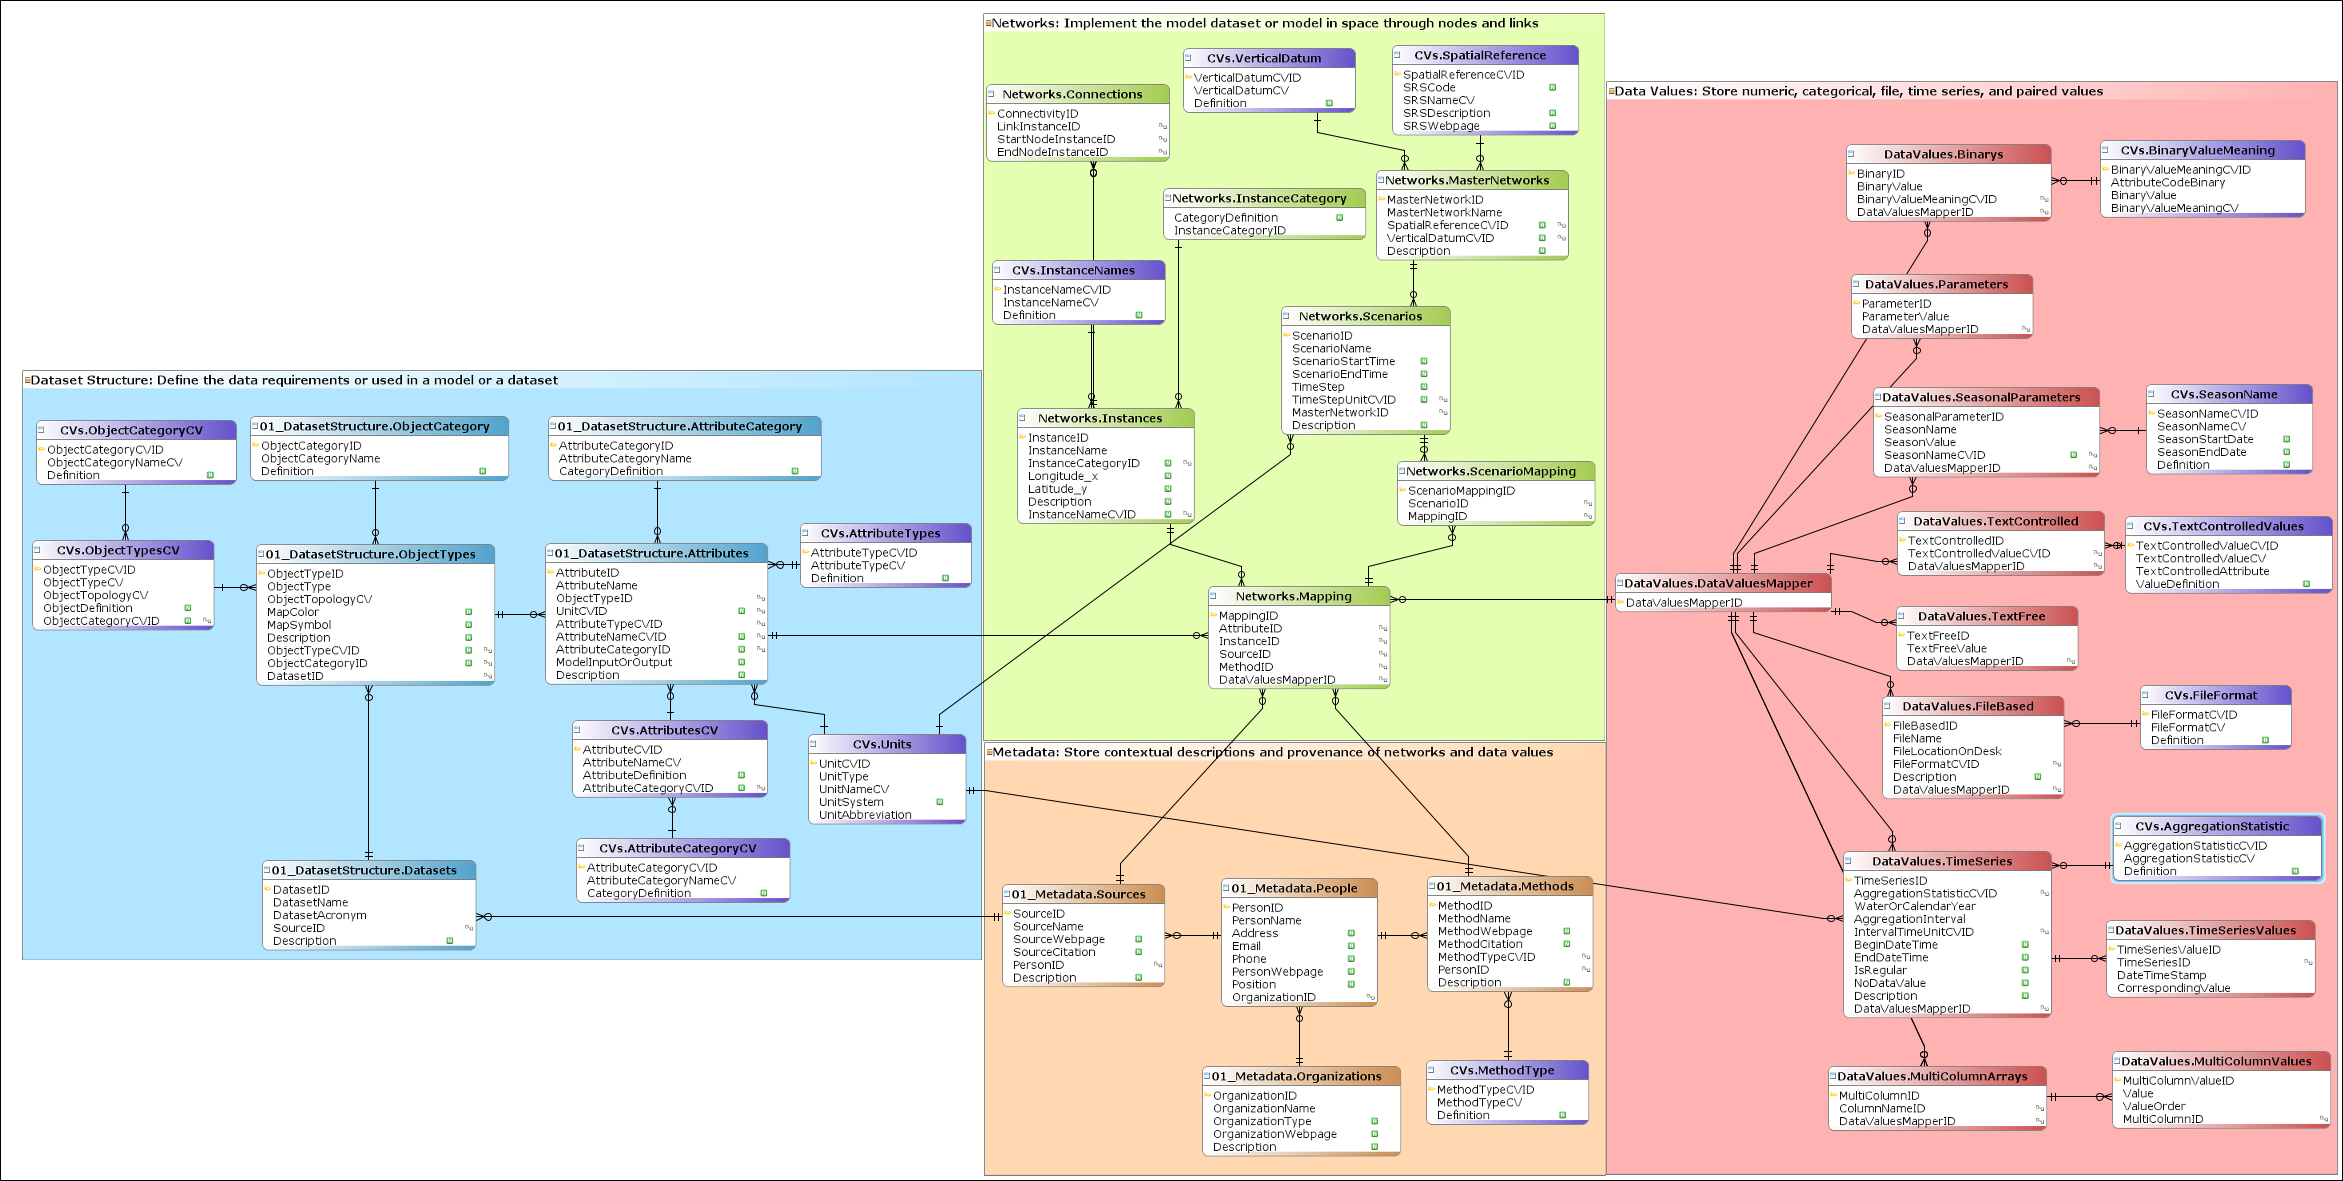 Networks: Implement the model dataset or model in space through nodes and links
CVs.VerticalDatum
VerticalDatumCVID
VerticalDatumCV
Definition
CVs.SpatialReference
SpatialReferenceCVID
SRSCode
SRSNameCV
SRSDescription
SRSWebpage
Networks.Connections
ConnectivityID
LinkInstanceID
StartNodeInstanceID
EndNodeInstanceID
Networks.InstanceCategory
CategoryDefinition
InstanceCategoryID
Networks.MasterNetworks
MasterNetworkID
MasterNetworkName
SpatialReferenceCVID
VerticalDatumCVID
Description
CVs.InstanceNames
InstanceNameCVID
InstanceNameCV
Definition
Networks.Scenarios
ScenarioID
ScenarioName
ScenarioStartTime
ScenarioEndTime
TimeStep
TimeStepUnitCVID
MasterNetworkID
Description
Networks.Instances
InstanceID
InstanceName
InstanceCategoryID
Longitude_x
Latitude_y
Description
InstanceNameCVID
Networks.ScenarioMapping
ScenarioMappingID
ScenarioID
MappingID
Networks.Mapping
MappingID
AttributeID
InstanceID
SourceID
MethodID
DataValuesMapperID
Dataset Structure: Define the data requirements or used in a model or a dataset
CVs.ObjectCategoryCV
ObjectCategoryCVID
ObjectCategoryNameCV
Definition
01_DatasetStructure.ObjectCategory
ObjectCategoryID
ObjectCategoryName
Definition
01_DatasetStructure.AttributeCategory
AttributeCategoryID
AttributeCategoryName
CategoryDefinition
CVs.ObjectTypesCV
ObjectTypeCVID
ObjectTypeCV
ObjectTopologyCV
ObjectDefinition
ObjectCategoryCVID
01_DatasetStructure.ObjectTypes
ObjectTypeID
ObjectType
ObjectTopologyCV
MapColor
MapSymbol
Description
ObjectTypeCVID
ObjectCategoryID
DatasetID
01_DatasetStructure.Attributes
AttributeID
AttributeName
ObjectTypeID
UnitCVID
AttributeTypeCVID
AttributeNameCVID
AttributeCategoryID
ModelInputOrOutput
Description
CVs.AttributeTypes
AttributeTypeCVID
AttributeTypeCV
Definition
CVs.AttributesCV
AttributeCVID
AttributeNameCV
AttributeDefinition
AttributeCategoryCVID
CVs.Units
UnitCVID
UnitType
UnitNameCV
UnitSystem
UnitAbbreviation
CVs.AttributeCategoryCV
AttributeCategoryCVID
AttributeCategoryNameCV
CategoryDefinition
01_DatasetStructure.Datasets
DatasetID
DatasetName
DatasetAcronym
SourceID
Description
Metadata: Store contextual descriptions and provenance of networks and data values
01_Metadata.Sources
SourceID
SourceName
SourceWebpage
SourceCitation
PersonID
Description
01_Metadata.People
PersonID
PersonName
Address
Email
Phone
PersonWebpage
Position
OrganizationID
01_Metadata.Methods
MethodID
MethodName
MethodWebpage
MethodCitation
MethodTypeCVID
PersonID
Description
01_Metadata.Organizations
OrganizationID
OrganizationName
OrganizationType
OrganizationWebpage
Description
CVs.MethodType
MethodTypeCVID
MethodTypeCV
Definition
Data Values: Store numeric, categorical, file, time series, and paired values
DataValues.Binarys
BinaryID
BinaryValue
BinaryValueMeaningCVID
DataValuesMapperID
CVs.BinaryValueMeaning
BinaryValueMeaningCVID
AttributeCodeBinary
BinaryValue
BinaryValueMeaningCV
DataValues.Parameters
ParameterID
ParameterValue
DataValuesMapperID
DataValues.SeasonalParameters
SeasonalParameterID
SeasonName
SeasonValue
SeasonNameCVID
DataValuesMapperID
CVs.SeasonName
SeasonNameCVID
SeasonNameCV
SeasonStartDate
SeasonEndDate
Definition
DataValues.TextControlled
TextControlledID
TextControlledValueCVID
DataValuesMapperID
CVs.TextControlledValues
TextControlledValueCVID
TextControlledValueCV
TextControlledAttribute
ValueDefinition
DataValues.DataValuesMapper
DataValuesMapperID
DataValues.TextFree
TextFreeID
TextFreeValue
DataValuesMapperID
DataValues.FileBased
FileBasedID
FileName
FileLocationOnDesk
FileFormatCVID
Description
DataValuesMapperID
CVs.FileFormat
FileFormatCVID
FileFormatCV
Definition
DataValues.TimeSeries
TimeSeriesID
AggregationStatisticCVID
WaterOrCalendarYear
AggregationInterval
IntervalTimeUnitCVID
BeginDateTime
EndDateTime
IsRegular
NoDataValue
Description
DataValuesMapperID
CVs.AggregationStatistic
AggregationStatisticCVID
AggregationStatisticCV
Definition
DataValues.TimeSeriesValues
TimeSeriesValueID
TimeSeriesID
DateTimeStamp
CorrespondingValue
DataValues.MultiColumnArrays
MultiColumnID
ColumnNameID
DataValuesMapperID
DataValues.MultiColumnValues
MultiColumnValueID
Value
ValueOrder
MultiColumnID